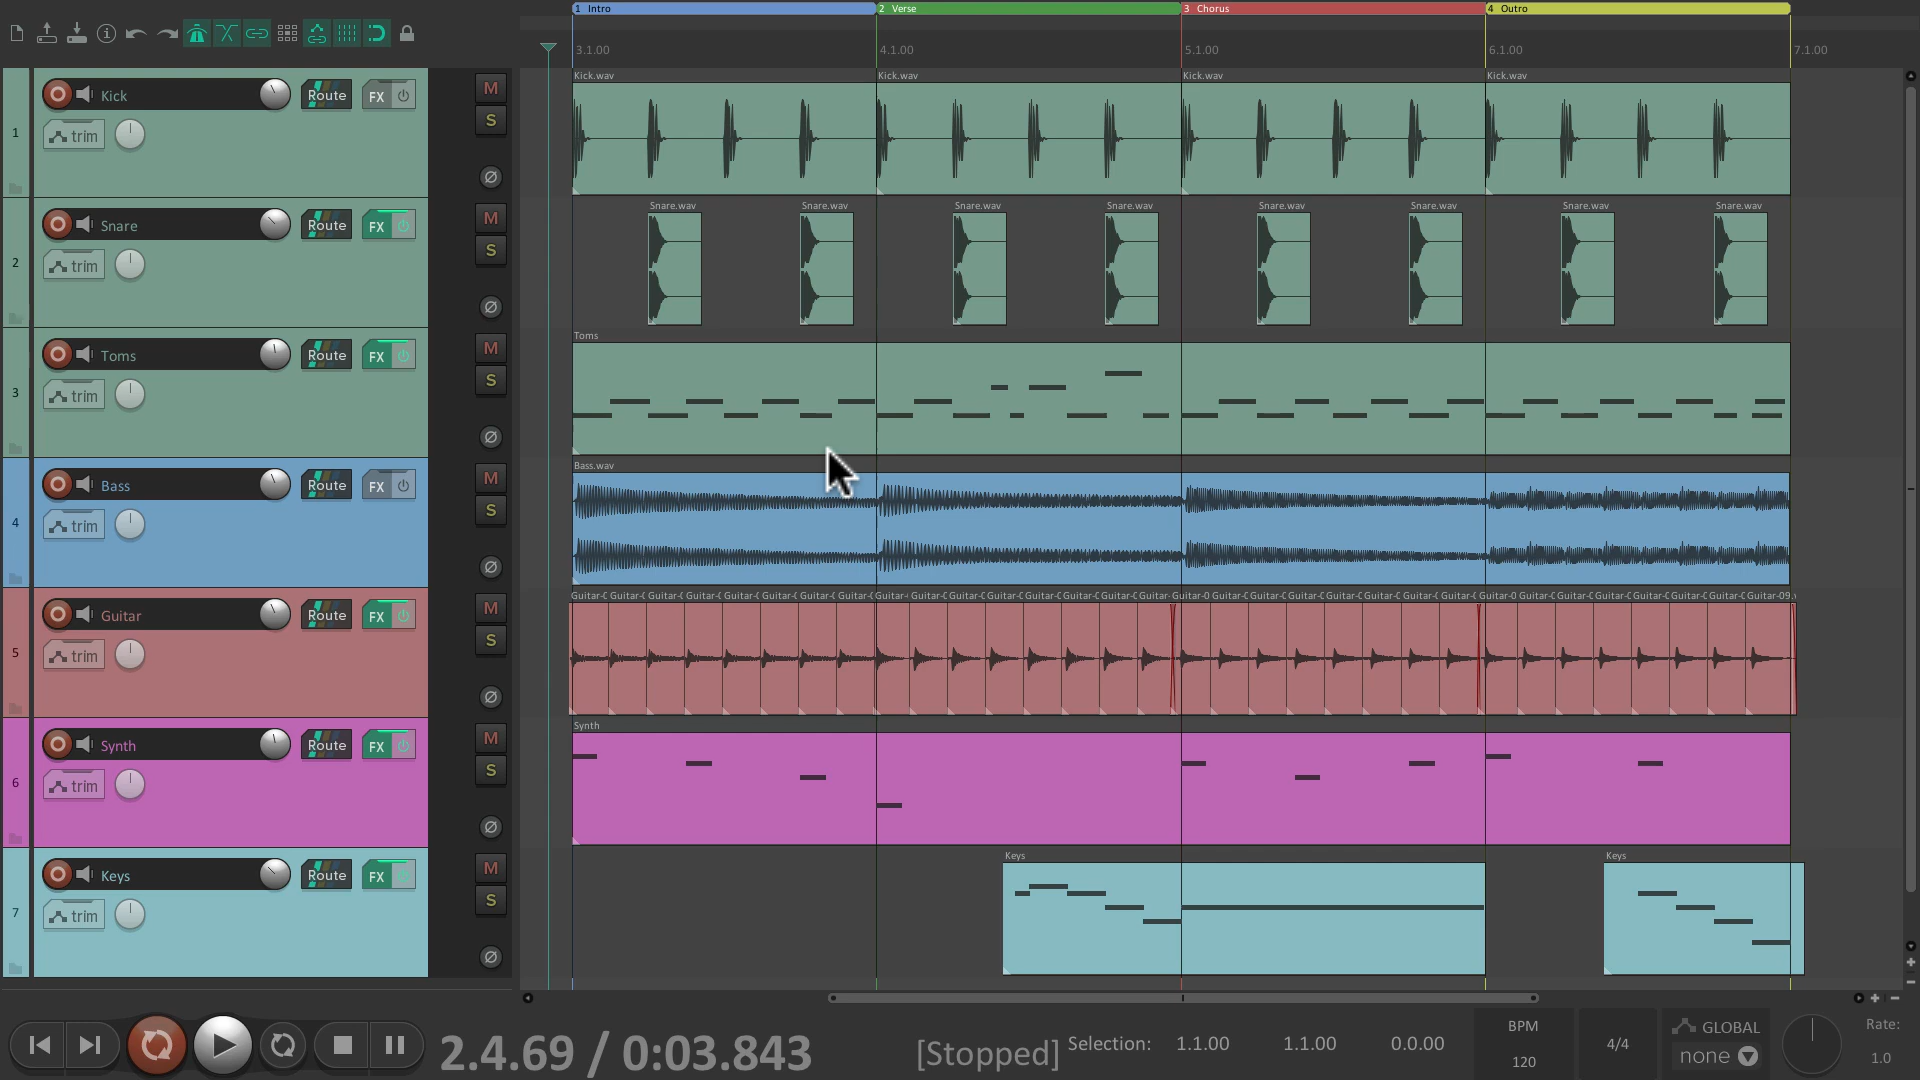 1 Intro
2 Verse
3 Chorus
4 Outro
3.1.00
4.1.00
5.1.00
6.1.00
7.1.00
Kick.wav
Kick.wav
Kick.wav
Kick.wav
1
Kick
Route
FX
trim
M
S
Snare.wav
Snare.wav
Snare.wav
Snare.wav
Snare.wav
Snare.wav
Snare.wav
Snare.wav
2
Snare
Route
FX
trim
M
S
Toms
3
Toms
Route
FX
trim
M
S
Bass.wav
4
Bass
Route
FX
trim
M
S
Guitar-09.
5
Guitar
Route
FX
trim
M
S
Synth
6
Synth
Route
FX
trim
M
S
Keys
Keys
7
Keys
Route
FX
trim
M
S
2.4.69 / 0:03.843
[Stopped]
Selection:
1.1.00
1.1.00
0.0.00
BPM
120
4/4
GLOBAL
none
Rate:
1.0